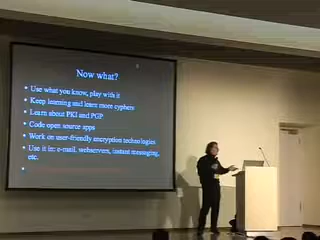 Now what?
• Use what you know, play with it
• Keep learning and learn more cyphers
• Learn about PKI and PGP
• Code open source apps
• Work on user-friendly encryption technologies
• Use it in: e-mail, webservers, instant messaging,
etc.
•